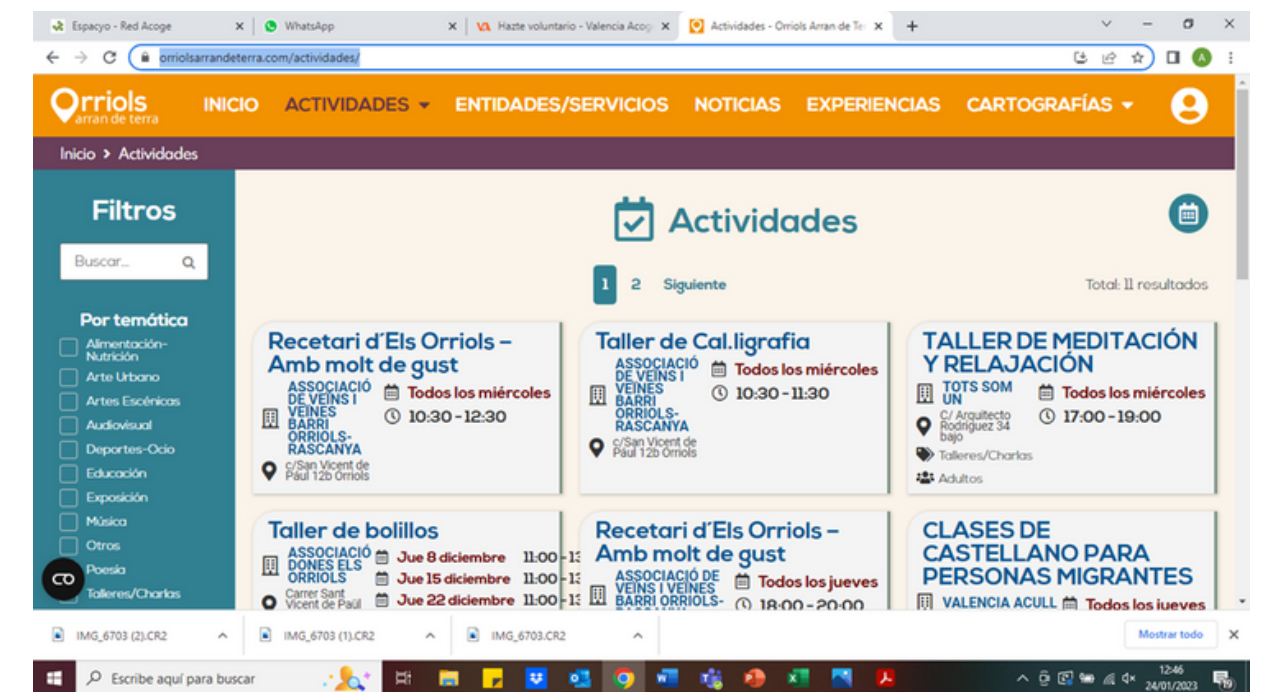 Espacyo - Red Acoge
WhatsApp
Hazte voluntario - Valencia Acog
Actividades - Orriols Arran de Te
orriolsarrandeterra.com/actividades/
A
Orriols
arran de terra
INICIO
ACTIVIDADES
ENTIDADES/SERVICIOS
NOTICIAS
EXPERIENCIAS
CARTOGRAFÍAS
Inicio > Actividades
Filtros
Buscar...
Por temática
Alimentación-
Nutrición
Arte Urbano
Artes Escénicas
Audiovisual
Deportes-Ocio
Educación
Exposición
Música
Otros
Poesía
Talleres/Charlas
Actividades
1 2 Siguiente
Total: 11 resultados
Recetari d´Els Orriols –
Amb molt de gust
ASSOCIACIÓ
DE VEÏNS I
VEÏNES
BARRI
ORRIOLS-
RASCANYA
c/San Vicent de
Paül 12b Orriols
Todos los miércoles
10:30 - 12:30
Taller de Cal.ligrafia
ASSOCIACIÓ
DE VEÏNS I
VEÏNES
BARRI
ORRIOLS-
RASCANYA
c/San Vicent de
Paül 12b Orriols
Todos los miércoles
10:30 - 11:30
TALLER DE MEDITACIÓN
Y RELAJACIÓN
TOTS SOM
UN
C/ Arquitecto
Rodriguez 34
bajo
Talleres/Charlas
Adultos
Todos los miércoles
17:00 - 19:00
Taller de bolillos
ASSOCIACIÓ
DONES ELS
ORRIOLS
Carrer Sant
Vicent de Paül
Jue 8 diciembre 11:00 - 13
Jue 15 diciembre 11:00 - 13
Jue 22 diciembre 11:00 - 13
Recetari d´Els Orriols –
Amb molt de gust
ASSOCIACIÓ DE
VEÏNS I VEÏNES
BARRI ORRIOLS-
Todos los jueves
18:00 - 20:00
CLASES DE
CASTELLANO PARA
PERSONAS MIGRANTES
VALENCIA ACULL
Todos los jueves
IMG_6703 (2).CR2
IMG_6703 (1).CR2
IMG_6703.CR2
Mostrar todo
Escribe aquí para buscar
12:46
24/01/2023